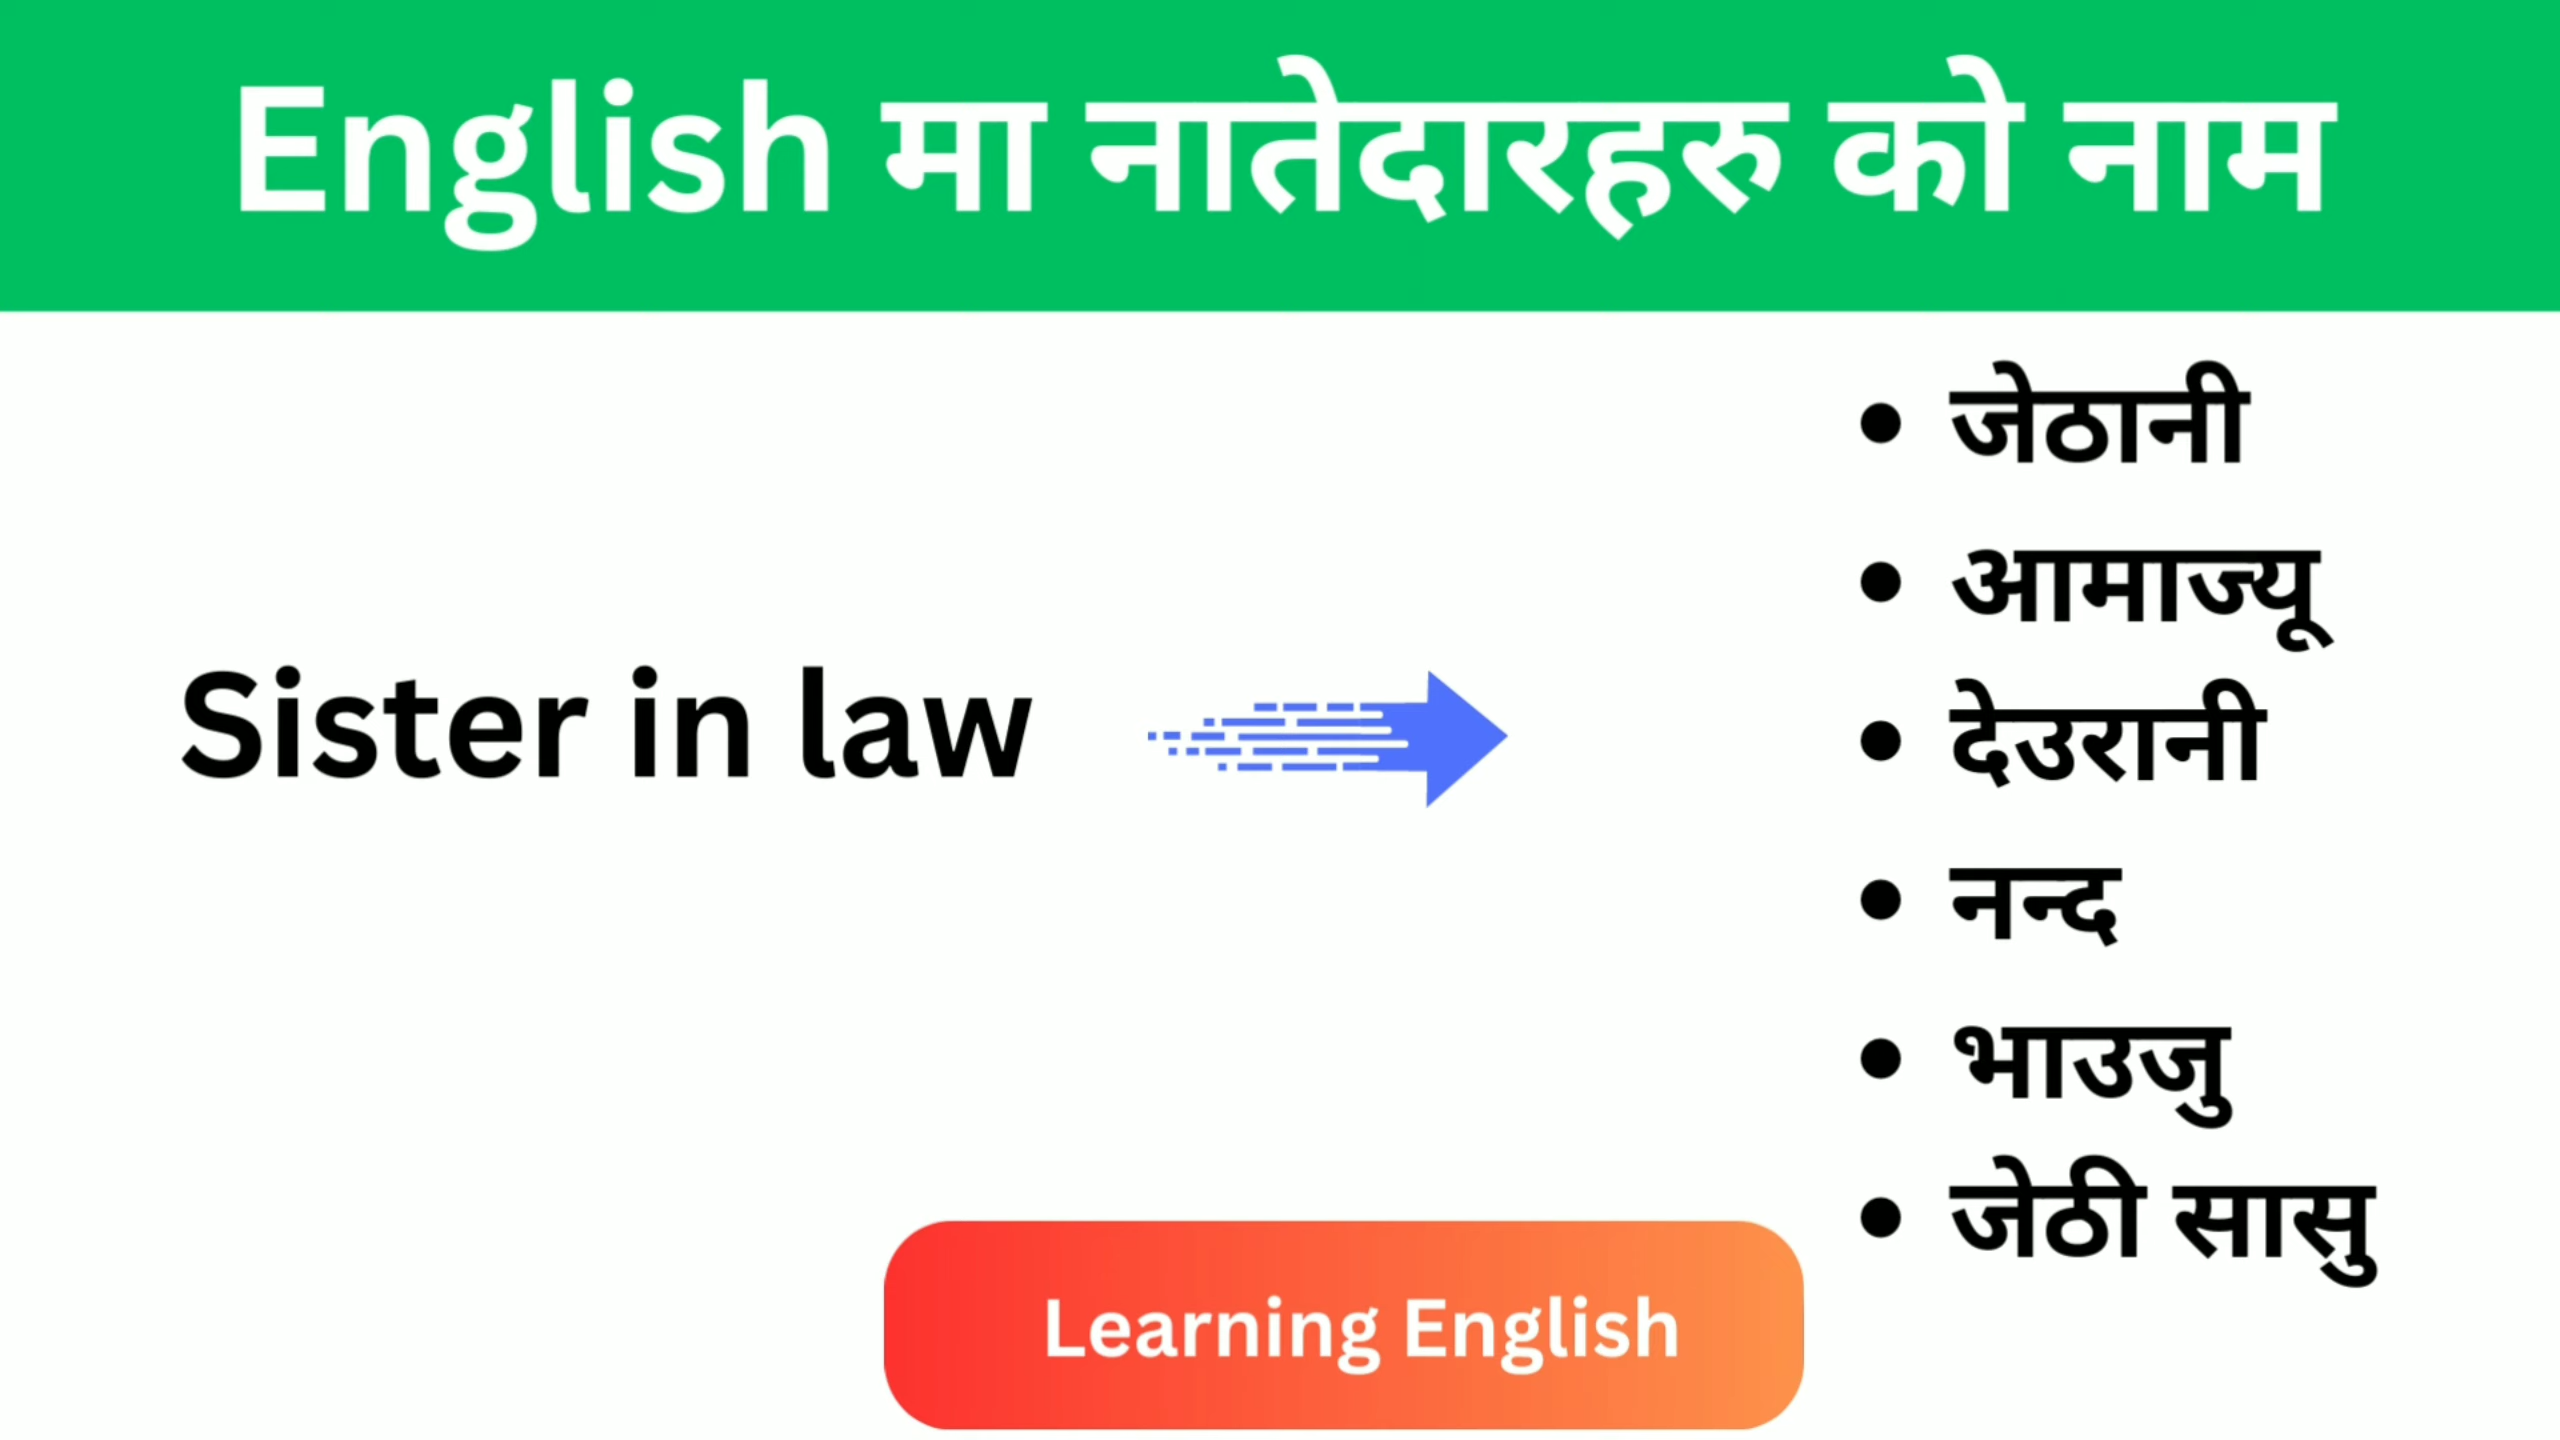 English मा नातेदारहरु को नाम
Sister in law
• जेठानी
• आमाज्यू
• देउरानी
• नन्द
• भाउजु
• जेठी सासु
Learning English